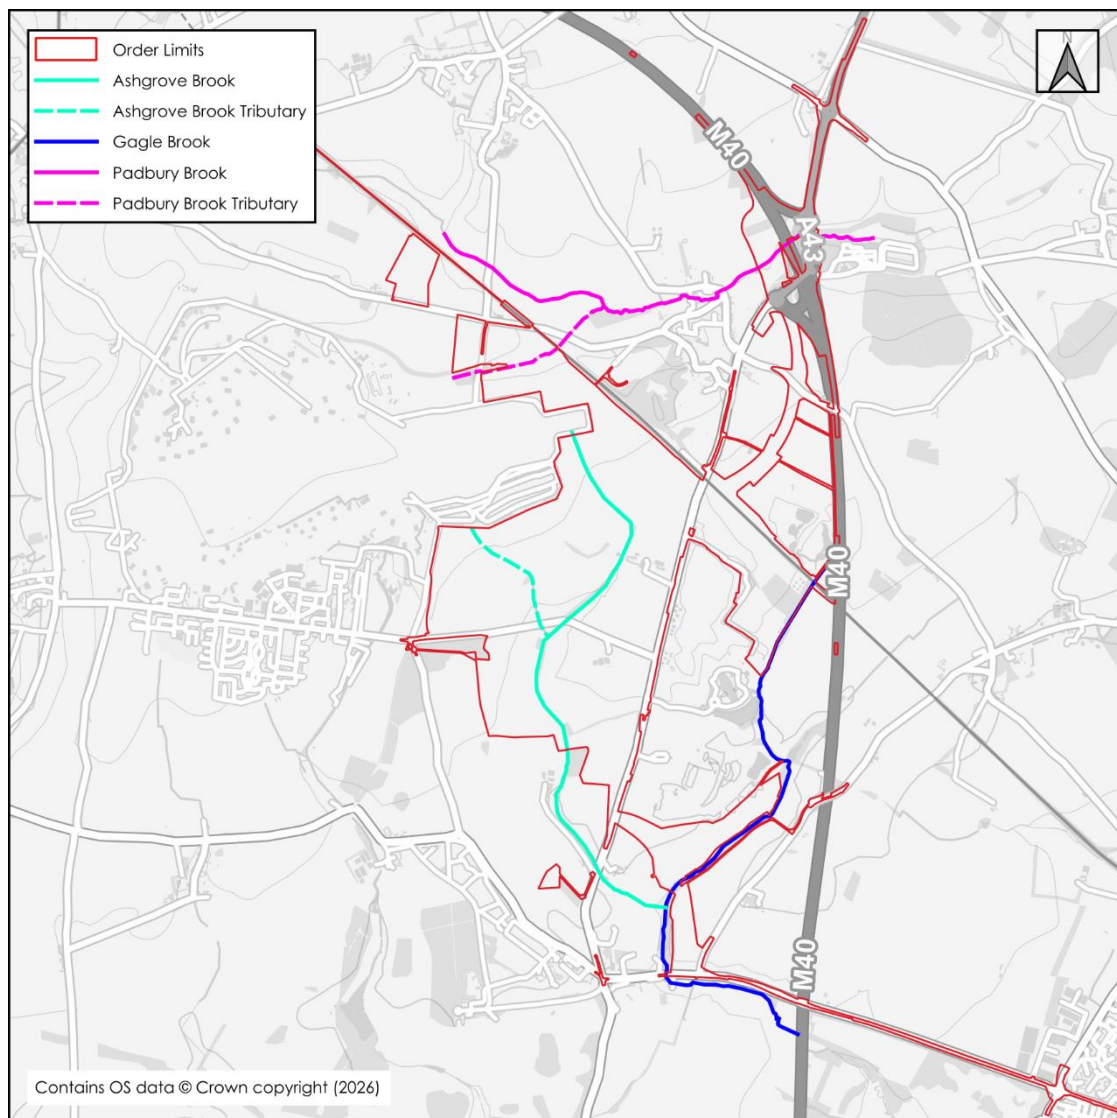 Order Limits
Ashgrove Brook
Ashgrove Brook Tributary
Gagle Brook
Padbury Brook
Padbury Brook Tributary
N
M40
A43
M40
M40
Contains OS data © Crown copyright (2026)